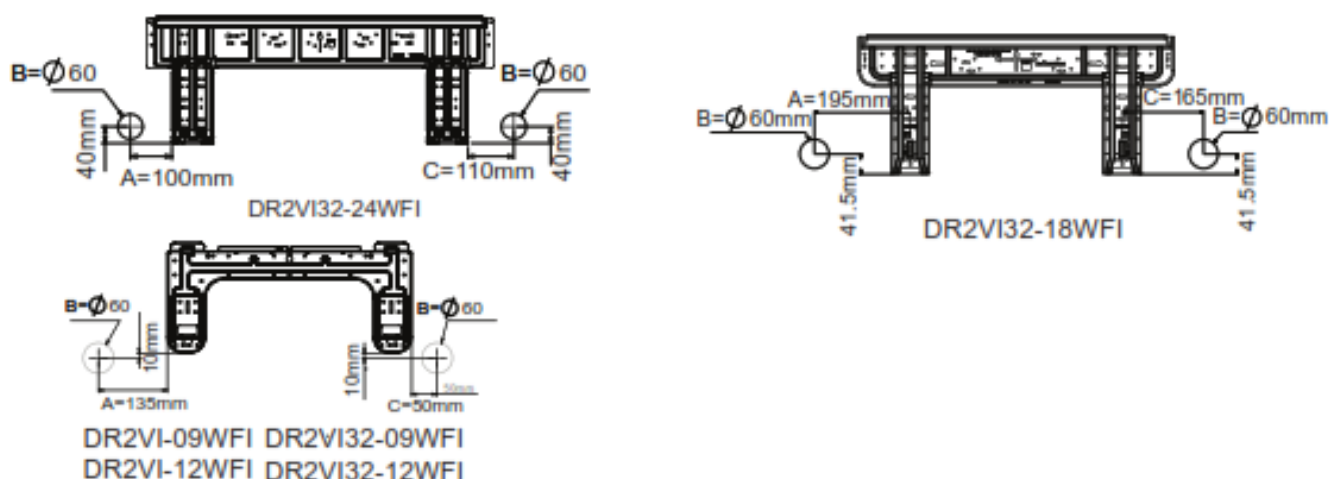 B=Ø60
B=Ø60
40mm
A=100mm
C=110mm
40mm
DR2VI32-24WFI
A=195mm
C=165mm
B=Ø60mm
B=Ø60mm
41.5mm
41.5mm
DR2VI32-18WFI
B=Ø60
B=Ø60
10mm
10mm
50mm
A=135mm
C=50mm
DR2VI-09WFI DR2VI32-09WFI
DR2VI-12WFI DR2VI32-12WFI